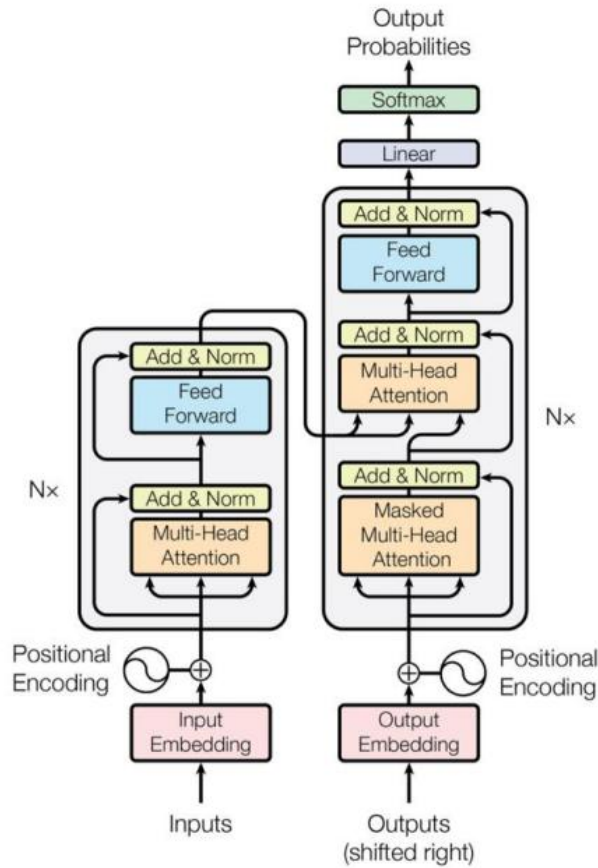 Output
Probabilities
Softmax
Linear
Add & Norm
Feed
Forward
Add & Norm
Multi-Head
Attention
Nx
Add & Norm
Masked
Multi-Head
Attention
Add & Norm
Feed
Forward
Nx
Add & Norm
Multi-Head
Attention
Positional
Encoding
Positional
Encoding
Input
Embedding
Output
Embedding
Inputs
Outputs
(shifted right)